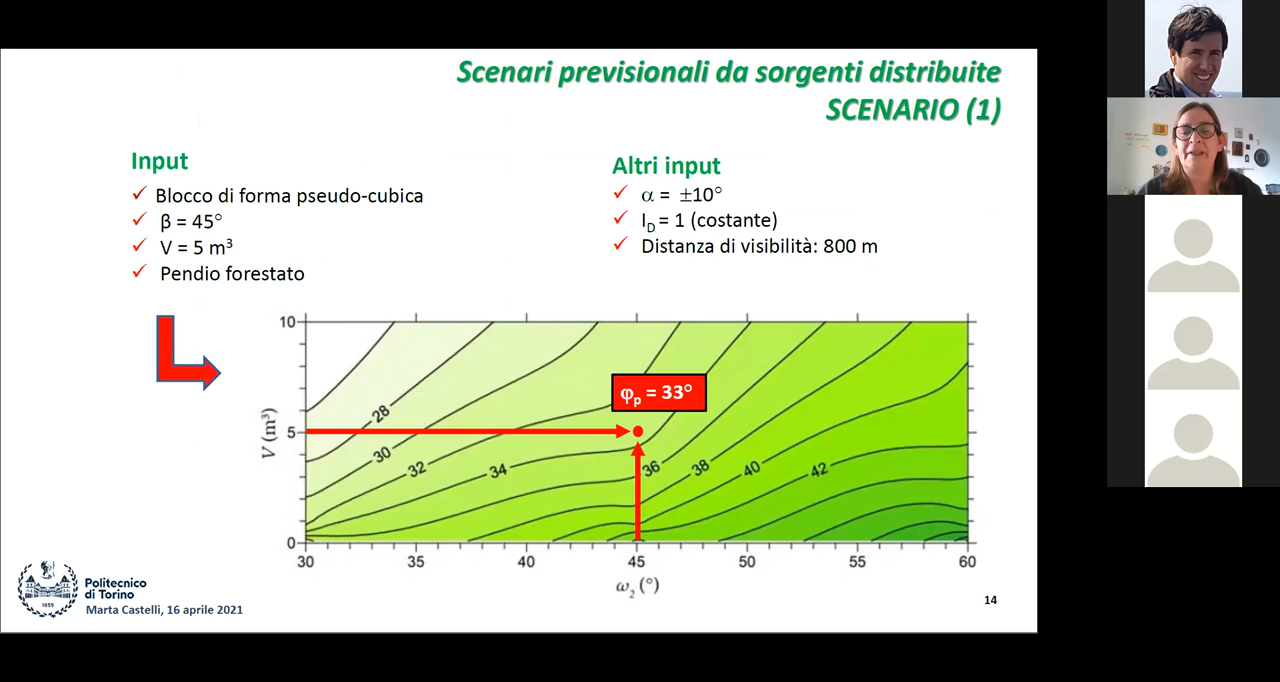 Scenari previsionali da sorgenti distribuite
SCENARIO (1)
Input
✓ Blocco di forma pseudo-cubica
✓ β = 45°
✓ V = 5 m³
✓ Pendio forestato
Altri input
✓ α = ±10°
✓ I_D = 1 (costante)
✓ Distanza di visibilità: 800 m
10
5
0
V (m³)
28
30
32
34
36
38
40
42
φ_p = 33°
30 35 40 45 50 55 60
ω₂ (°)
1859
Politecnico
di Torino
Marta Castelli, 16 aprile 2021
14